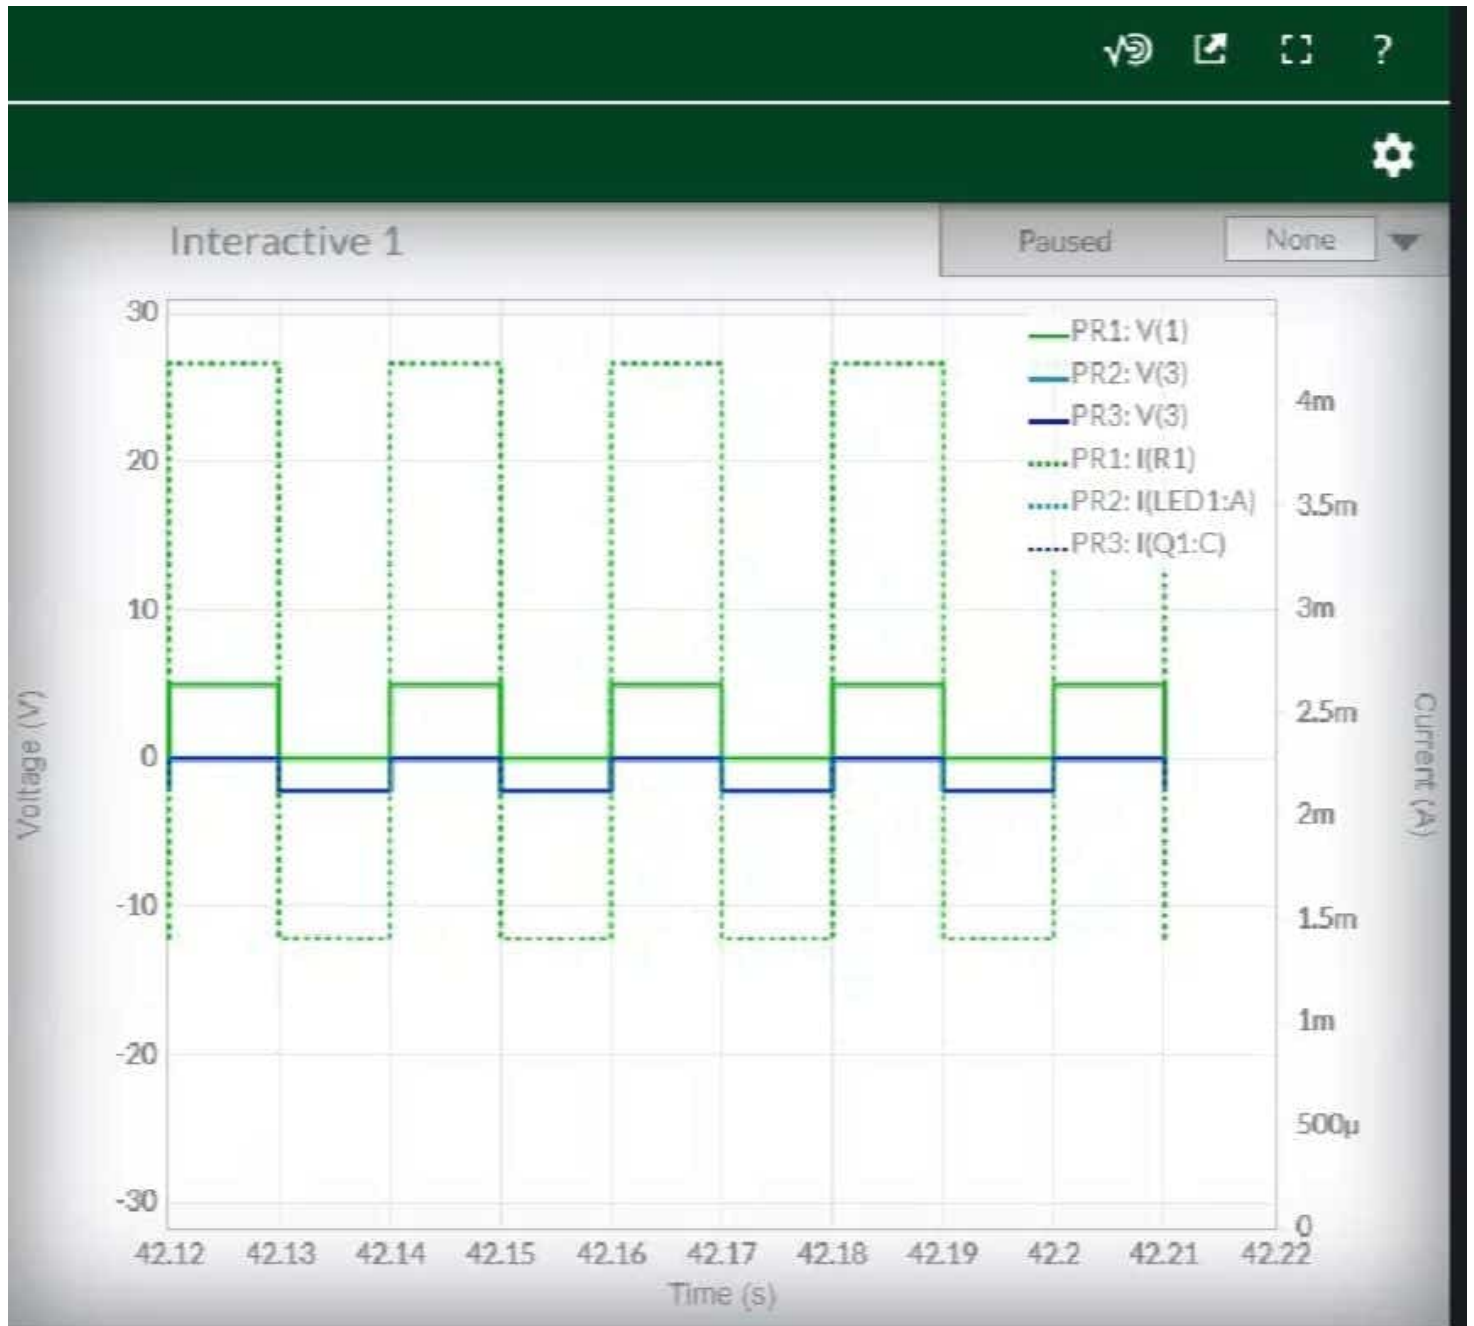 ?
Interactive 1
Paused
None
PR1: V(1)
PR2: V(3)
PR3: V(3)
PR1: I(R1)
PR2: I(LED1:A)
PR3: I(Q1:C)
30
20
10
0
-10
-20
-30
Voltage (V)
4m
3.5m
3m
2.5m
2m
1.5m
1m
500μ
0
Current (A)
42.12 42.13 42.14 42.15 42.16 42.17 42.18 42.19 42.2 42.21 42.22
Time (s)